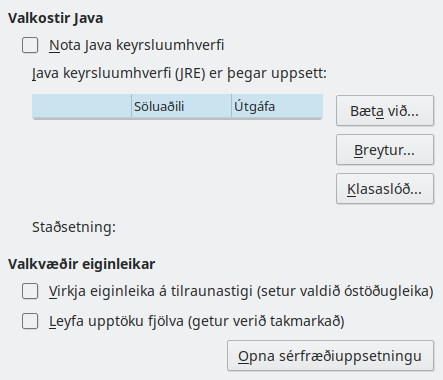 Valkostir Java
Nota Java keyrsluumhverfi
Java keyrsluumhverfi (JRE) er þegar uppsett:
Söluaðili Útgáfa
Bæta við...
Breytur...
Klasaslóð...
Staðsetning:
Valkvæðir eiginleikar
Virkja eiginleika á tilraunastigi (setur valdið óstöðugleika)
Leyfa upptöku fjölva (getur verið takmarkað)
Opna sérfræðiuppsetningu